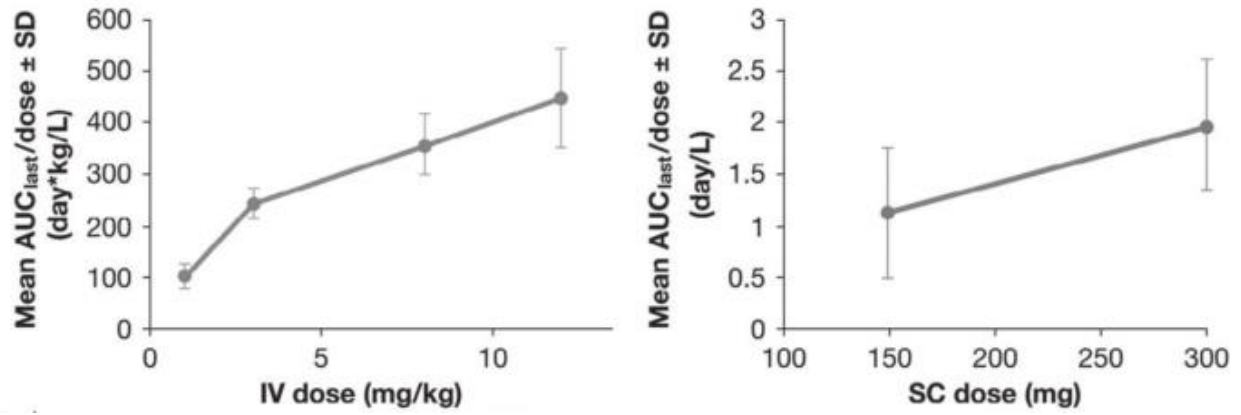 Mean AUClast/dose ± SD
(day*kg/L)
600
500
400
300
200
100
0
0 5 10
IV dose (mg/kg)
Mean AUClast/dose ± SD
(day/L)
3
2.5
2
1.5
1
0.5
0
100 150 200 250 300
SC dose (mg)